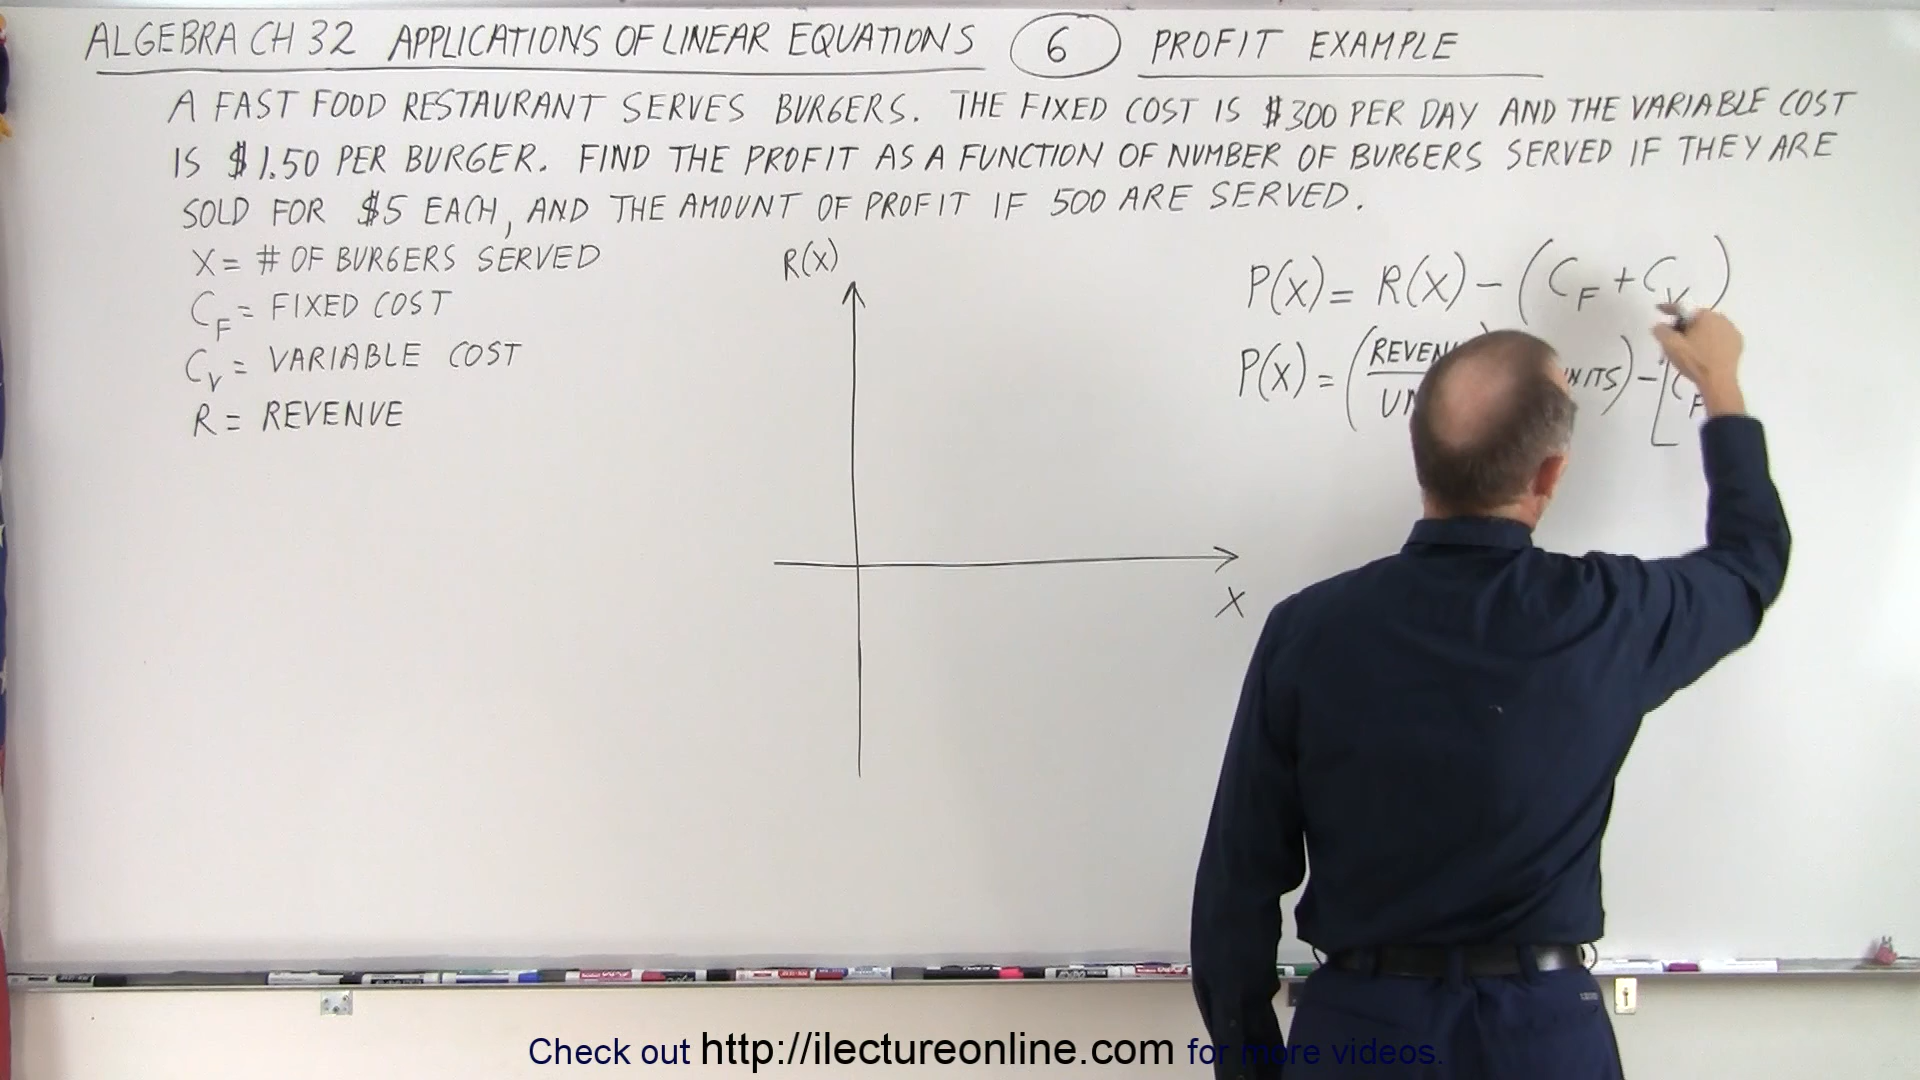 ALGEBRA CH 32 APPLICATIONS OF LINEAR EQUATIONS 6 PROFIT EXAMPLE
A FAST FOOD RESTAURANT SERVES BURGERS. THE FIXED COST IS $300 PER DAY AND THE VARIABLE COST
IS $1.50 PER BURGER. FIND THE PROFIT AS A FUNCTION OF NUMBER OF BURGERS SERVED IF THEY ARE
SOLD FOR $5 EACH, AND THE AMOUNT OF PROFIT IF 500 ARE SERVED.
X = # OF BURGERS SERVED
C_F = FIXED COST
C_V = VARIABLE COST
R = REVENUE
R(X)
X
P(X) = R(X) - (C_F + C_V)
P(X) = (REVEN
Check out http://ilectureonline.com for more videos.